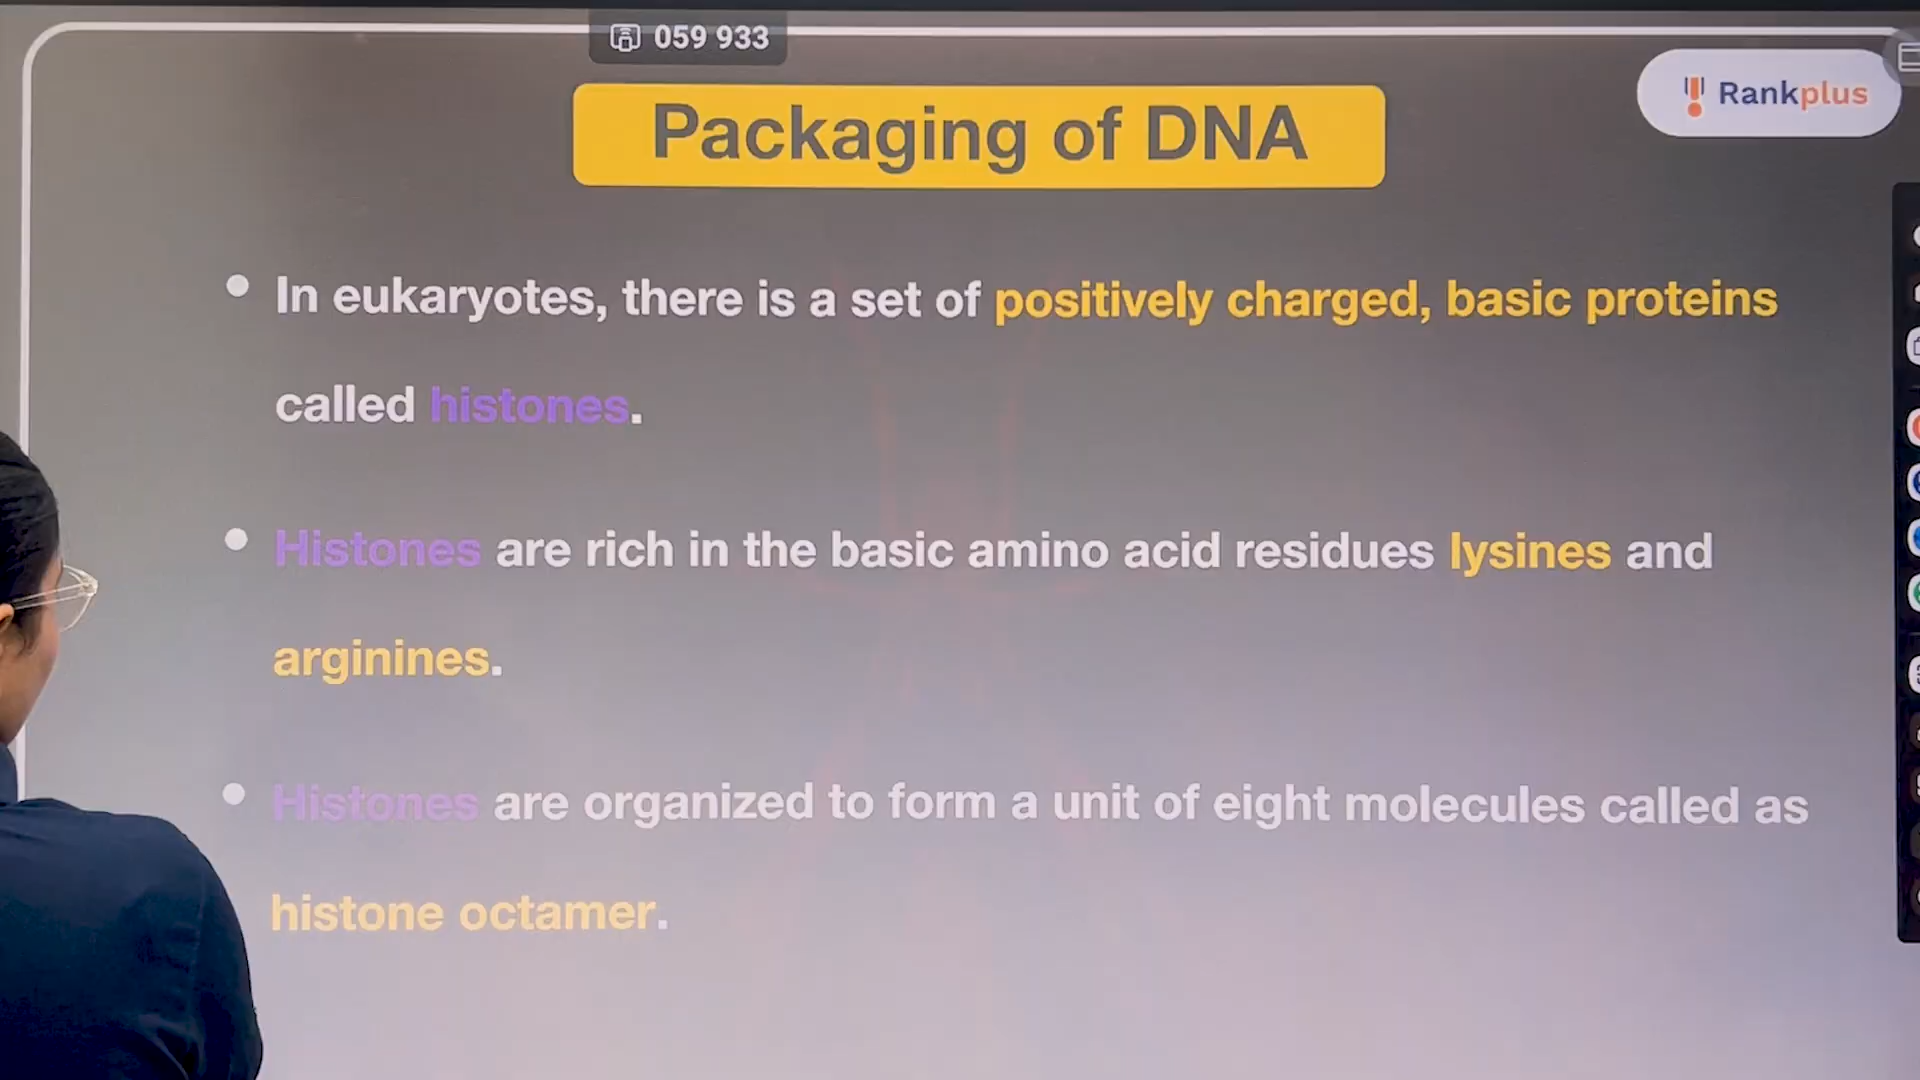 059 933
Rankplus
Packaging of DNA
• In eukaryotes, there is a set of positively charged, basic proteins
called histones.
• Histones are rich in the basic amino acid residues lysines and
arginines.
• Histones are organized to form a unit of eight molecules called as
histone octamer.